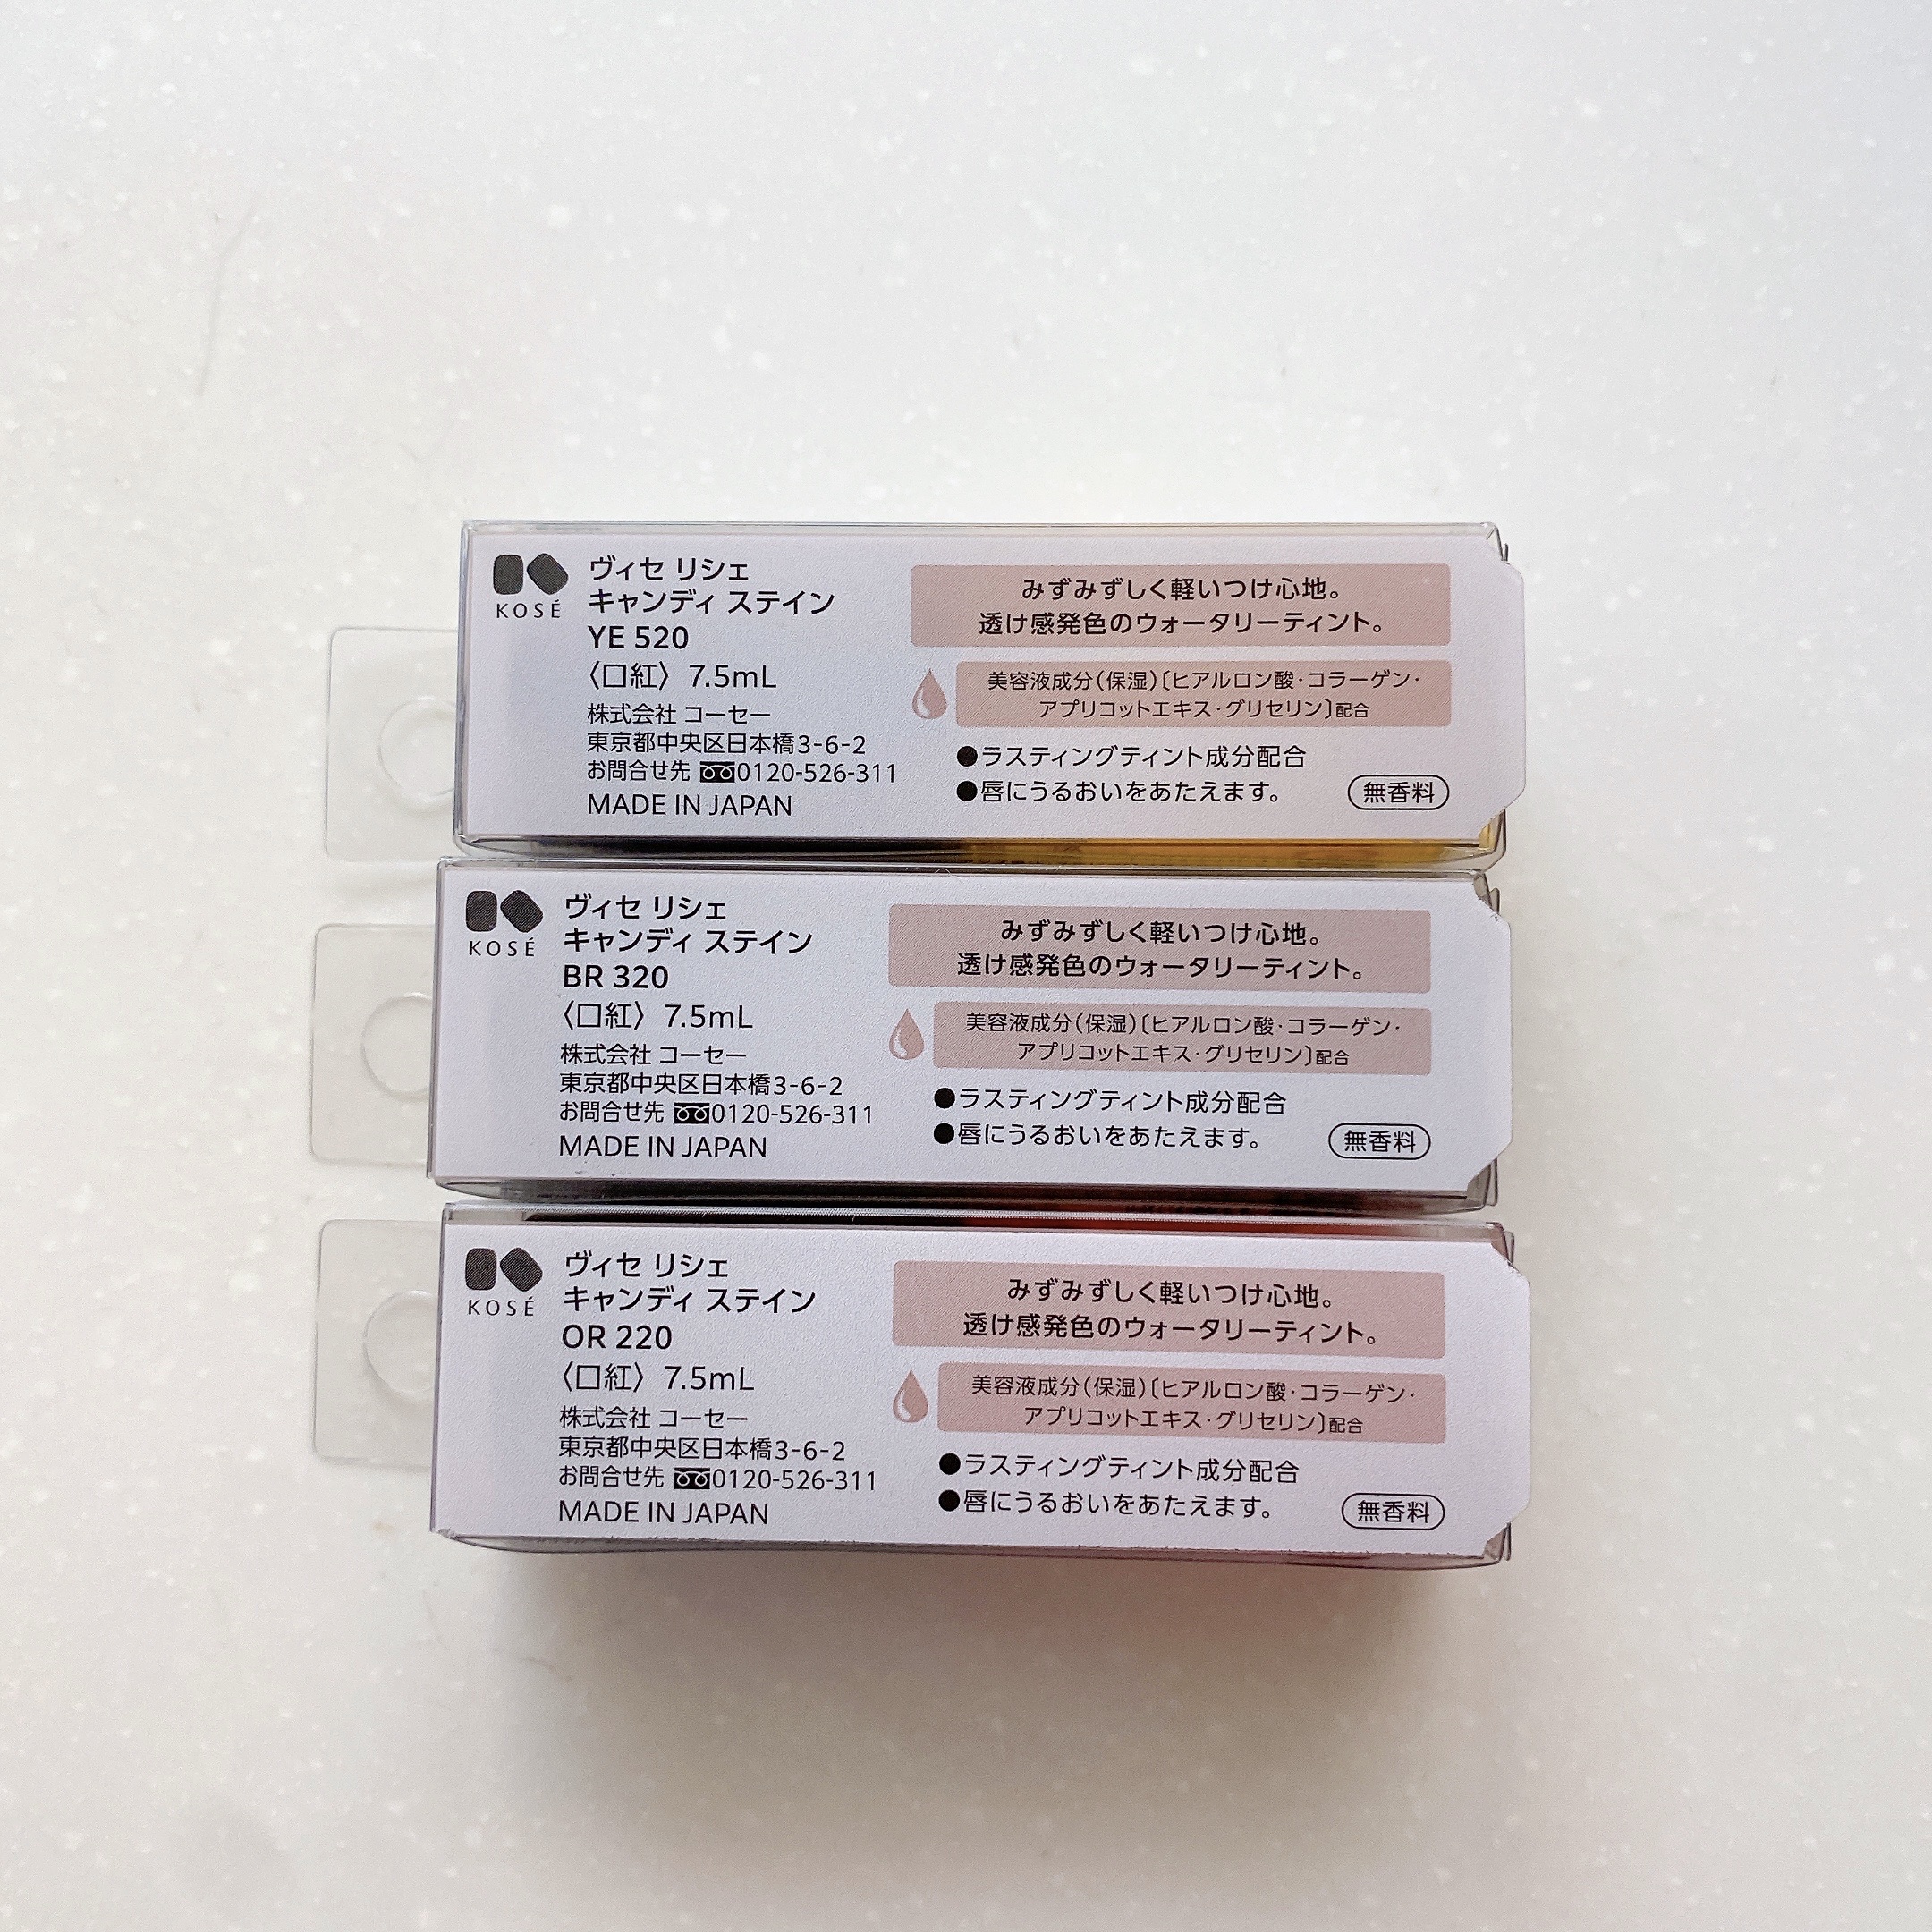 KOSÉ
ヴィセ リシェ
キャンディ ステイン
YE 520
〈口紅〉 7.5mL
株式会社 コーセー
東京都中央区日本橋3-6-2
お問合せ先 0120-526-311
MADE IN JAPAN
みずみずしく軽いつけ心地。
透け感発色のウォータリーティント。
美容液成分(保湿)〔ヒアルロン酸・コラーゲン・
アプリコットエキス・グリセリン〕配合
●ラスティングティント成分配合
●唇にうるおいをあたえます。
無香料
KOSÉ
ヴィセ リシェ
キャンディ ステイン
BR 320
〈口紅〉 7.5mL
株式会社 コーセー
東京都中央区日本橋3-6-2
お問合せ先 0120-526-311
MADE IN JAPAN
みずみずしく軽いつけ心地。
透け感発色のウォータリーティント。
美容液成分(保湿)〔ヒアルロン酸・コラーゲン・
アプリコットエキス・グリセリン〕配合
●ラスティングティント成分配合
●唇にうるおいをあたえます。
無香料
KOSÉ
ヴィセ リシェ
キャンディ ステイン
OR 220
〈口紅〉 7.5mL
株式会社 コーセー
東京都中央区日本橋3-6-2
お問合せ先 0120-526-311
MADE IN JAPAN
みずみずしく軽いつけ心地。
透け感発色のウォータリーティント。
美容液成分(保湿)〔ヒアルロン酸・コラーゲン・
アプリコットエキス・グリセリン〕配合
●ラスティングティント成分配合
●唇にうるおいをあたえます。
無香料